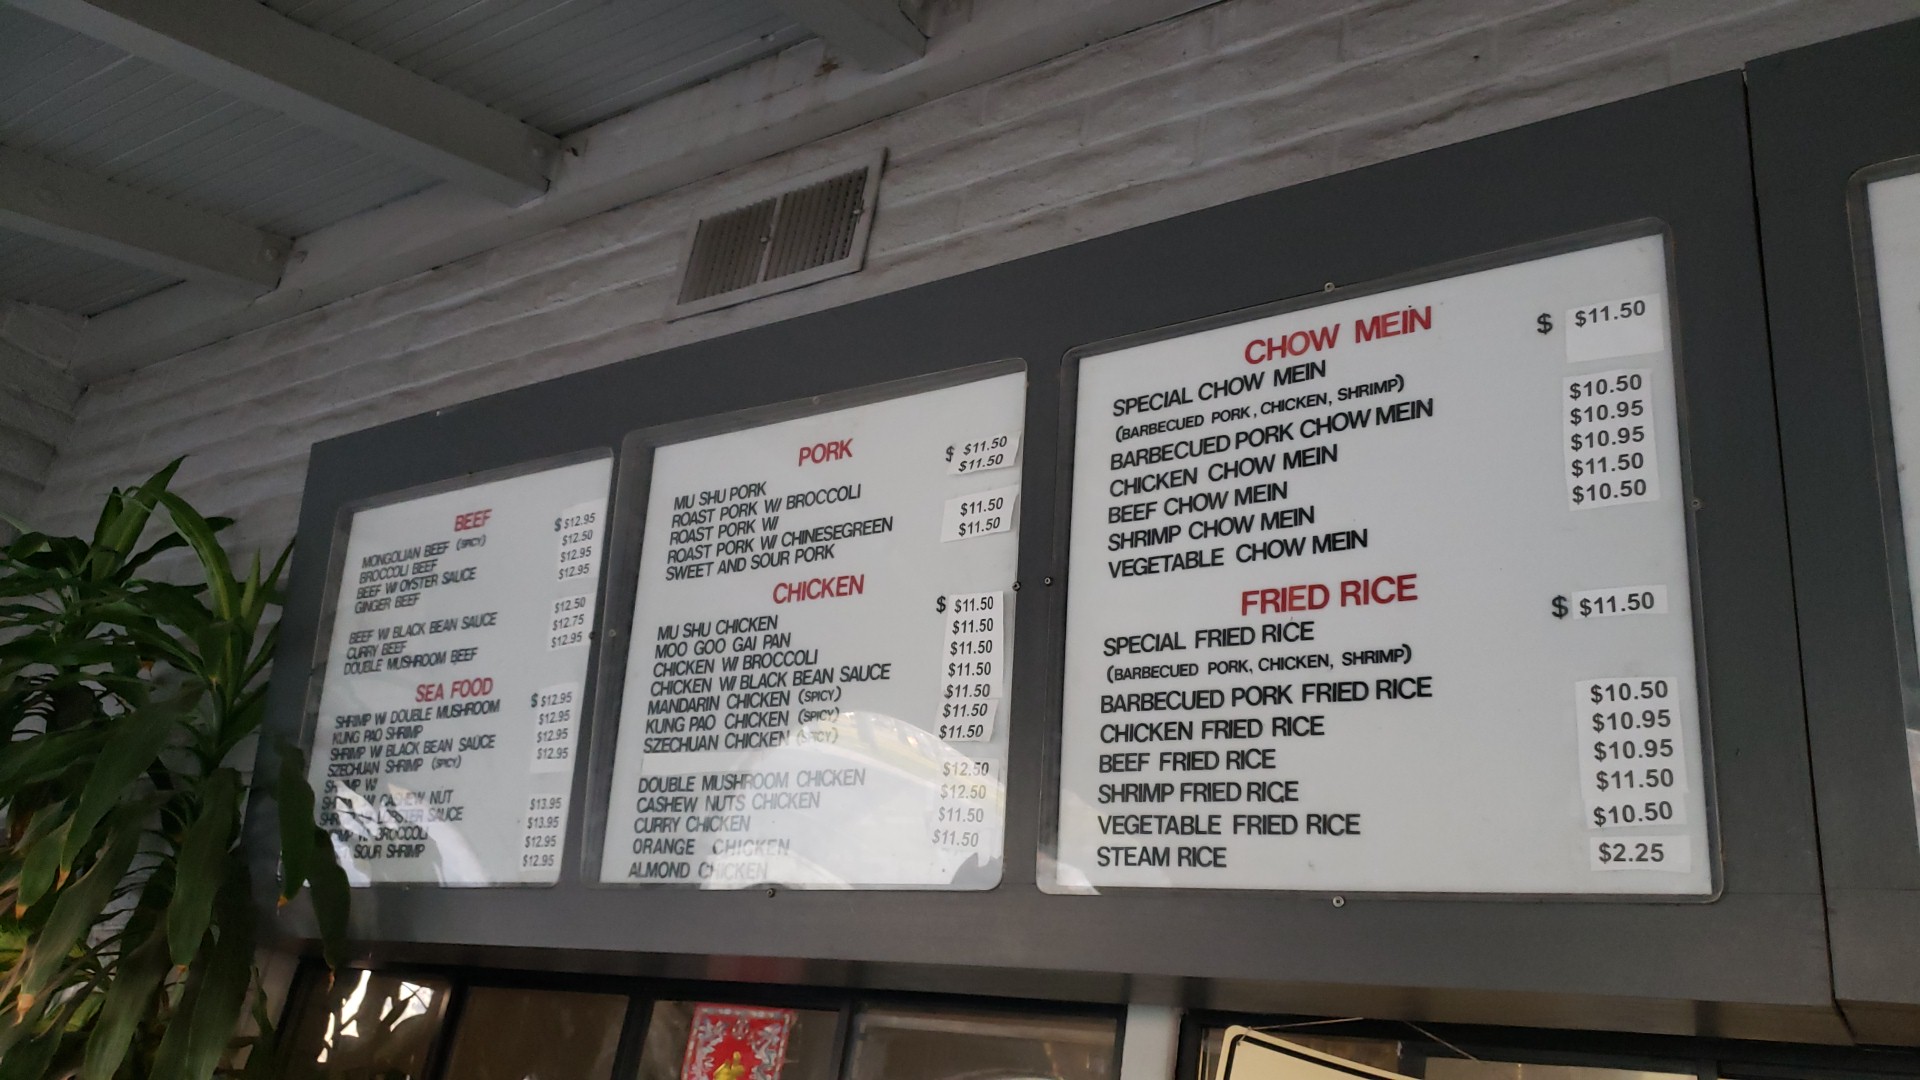 BEEF
MONGOLIAN BEEF (SPICY) $ $12.95
BROCCOLI BEEF $12.50
BEEF W/ OYSTER SAUCE $12.95
GINGER BEEF $12.95
BEEF W/ BLACK BEAN SAUCE $12.50
CURRY BEEF $12.75
DOUBLE MUSHROOM BEEF $12.95
SEA FOOD
SHRIMP W/ DOUBLE MUSHROOM $ $12.95
KUNG PAO SHRIMP $12.95
SHRIMP W/ BLACK BEAN SAUCE $12.95
SZECHUAN SHRIMP (SPICY) $12.95
SHRIMP W/
W/ CASHEW NUT $13.95
LOBSTER SAUCE $13.95
BROCCOLI $12.95
SOUR SHRIMP $12.95
PORK
MU SHU PORK $ $11.50
ROAST PORK W/ BROCCOLI $11.50
ROAST PORK W/
ROAST PORK W/ CHINESEGREEN $11.50
SWEET AND SOUR PORK $11.50
CHICKEN
MU SHU CHICKEN $ $11.50
MOO GOO GAI PAN $11.50
CHICKEN W/ BROCCOLI $11.50
CHICKEN W/ BLACK BEAN SAUCE $11.50
MANDARIN CHICKEN (SPICY) $11.50
KUNG PAO CHICKEN (SPICY) $11.50
SZECHUAN CHICKEN (SPICY) $11.50
DOUBLE MUSHROOM CHICKEN $12.50
CASHEW NUTS CHICKEN $12.50
CURRY CHICKEN $11.50
ORANGE CHICKEN $11.50
ALMOND CHICKEN
CHOW MEIN
SPECIAL CHOW MEIN $ $11.50
(BARBECUED PORK, CHICKEN, SHRIMP)
BARBECUED PORK CHOW MEIN $10.50
CHICKEN CHOW MEIN $10.95
BEEF CHOW MEIN $10.95
SHRIMP CHOW MEIN $11.50
VEGETABLE CHOW MEIN $10.50
FRIED RICE
SPECIAL FRIED RICE $ $11.50
(BARBECUED PORK, CHICKEN, SHRIMP)
BARBECUED PORK FRIED RICE $10.50
CHICKEN FRIED RICE $10.95
BEEF FRIED RICE $10.95
SHRIMP FRIED RICE $11.50
VEGETABLE FRIED RICE $10.50
STEAM RICE $2.25